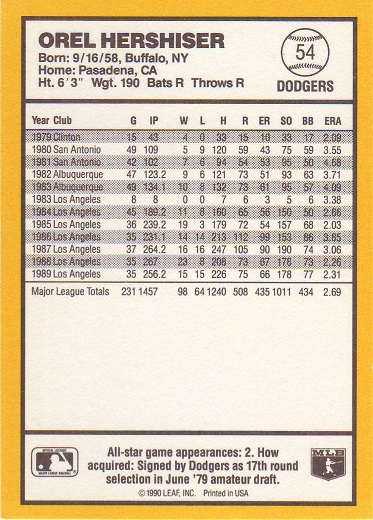 OREL HERSHISER
Born: 9/16/58, Buffalo, NY
Home: Pasadena, CA
Ht. 6'3" Wgt. 190 Bats R Throws R
54
DODGERS
Year Club G IP W L H R ER SO BB ERA
1979 Clinton 15 43 4 0 33 15 10 33 17 2.09
1980 San Antonio 49 109 5 9 120 59 43 75 59 3.55
1981 San Antonio 42 102 7 6 94 54 53 95 50 4.68
1982 Albuquerque 47 123.2 9 6 121 73 51 93 63 3.71
1983 Albuquerque 49 134.1 10 8 132 73 61 95 57 4.09
1983 Los Angeles 8 8 0 0 7 6 3 5 6 3.38
1984 Los Angeles 45 189.2 11 8 160 65 56 150 50 2.66
1985 Los Angeles 36 239.2 19 3 179 72 54 157 68 2.03
1986 Los Angeles 35 231.1 14 14 213 112 99 153 86 3.85
1987 Los Angeles 37 264.2 16 16 247 105 90 190 74 3.06
1988 Los Angeles 35 267 23 8 208 73 67 178 73 2.26
1989 Los Angeles 35 256.2 15 15 226 75 66 178 77 2.31
Major League Totals 231 1457 98 64 1240 508 435 1011 434 2.69
All-star game appearances: 2. How
acquired: Signed by Dodgers as 17th round
selection in June '79 amateur draft.
© 1990 LEAF, INC. Printed in USA
MLB